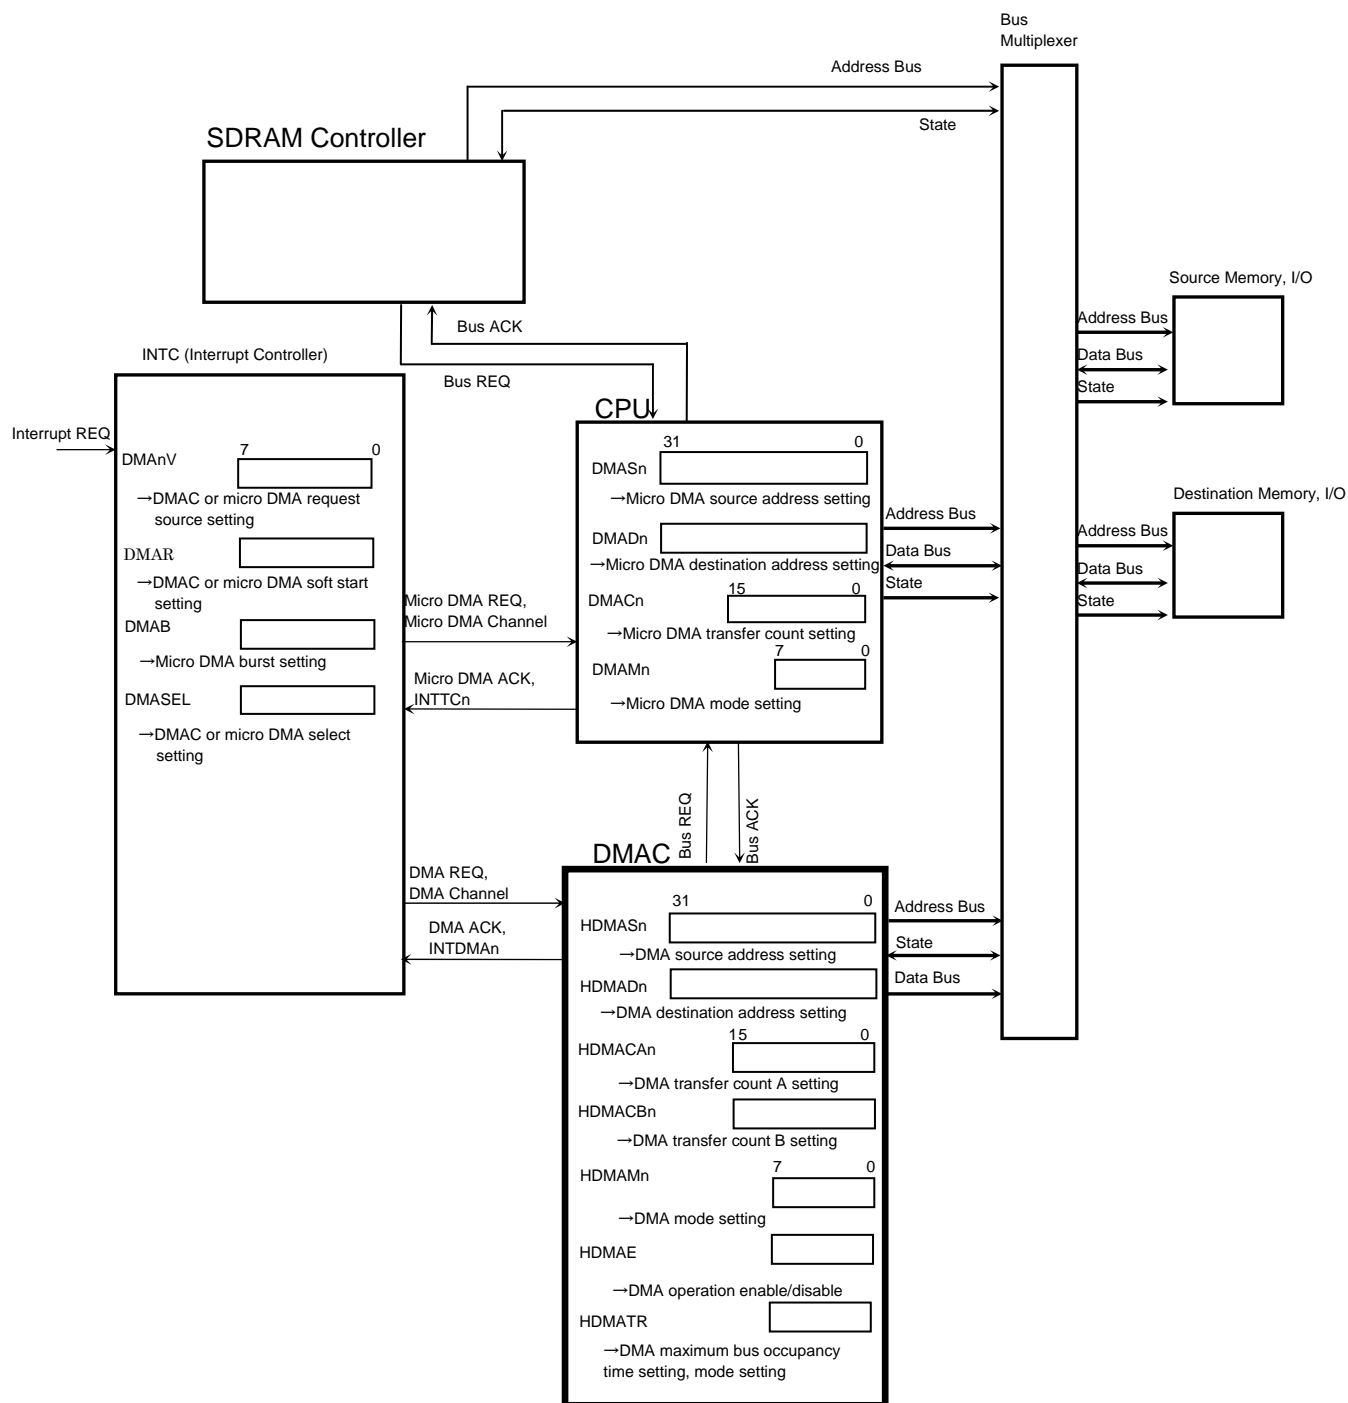 Bus
Multiplexer
Address Bus
State
SDRAM Controller
Bus ACK
Bus REQ
Source Memory, I/O
Address Bus
Data Bus
State
INTC (Interrupt Controller)
Interrupt REQ
7 0
DMAnV
→DMAC or micro DMA request
source setting
DMAR
→DMAC or micro DMA soft start
setting
DMAB
→Micro DMA burst setting
DMASEL
→DMAC or micro DMA select
setting
Micro DMA REQ,
Micro DMA Channel
Micro DMA ACK,
INTTCn
CPU
31 0
DMASn
→Micro DMA source address setting
DMADn
→Micro DMA destination address setting
15 0
DMACn
→Micro DMA transfer count setting
7 0
DMAMn
→Micro DMA mode setting
Address Bus
Data Bus
State
Destination Memory, I/O
Address Bus
Data Bus
State
Bus REQ
Bus ACK
DMA REQ,
DMA Channel
DMA ACK,
INTDMAn
DMAC
31 0
HDMASn
→DMA source address setting
HDMADn
→DMA destination address setting
15 0
HDMACAn
→DMA transfer count A setting
HDMACBn
→DMA transfer count B setting
7 0
HDMAMn
→DMA mode setting
HDMAE
→DMA operation enable/disable
HDMATR
→DMA maximum bus occupancy
time setting, mode setting
Address Bus
State
Data Bus